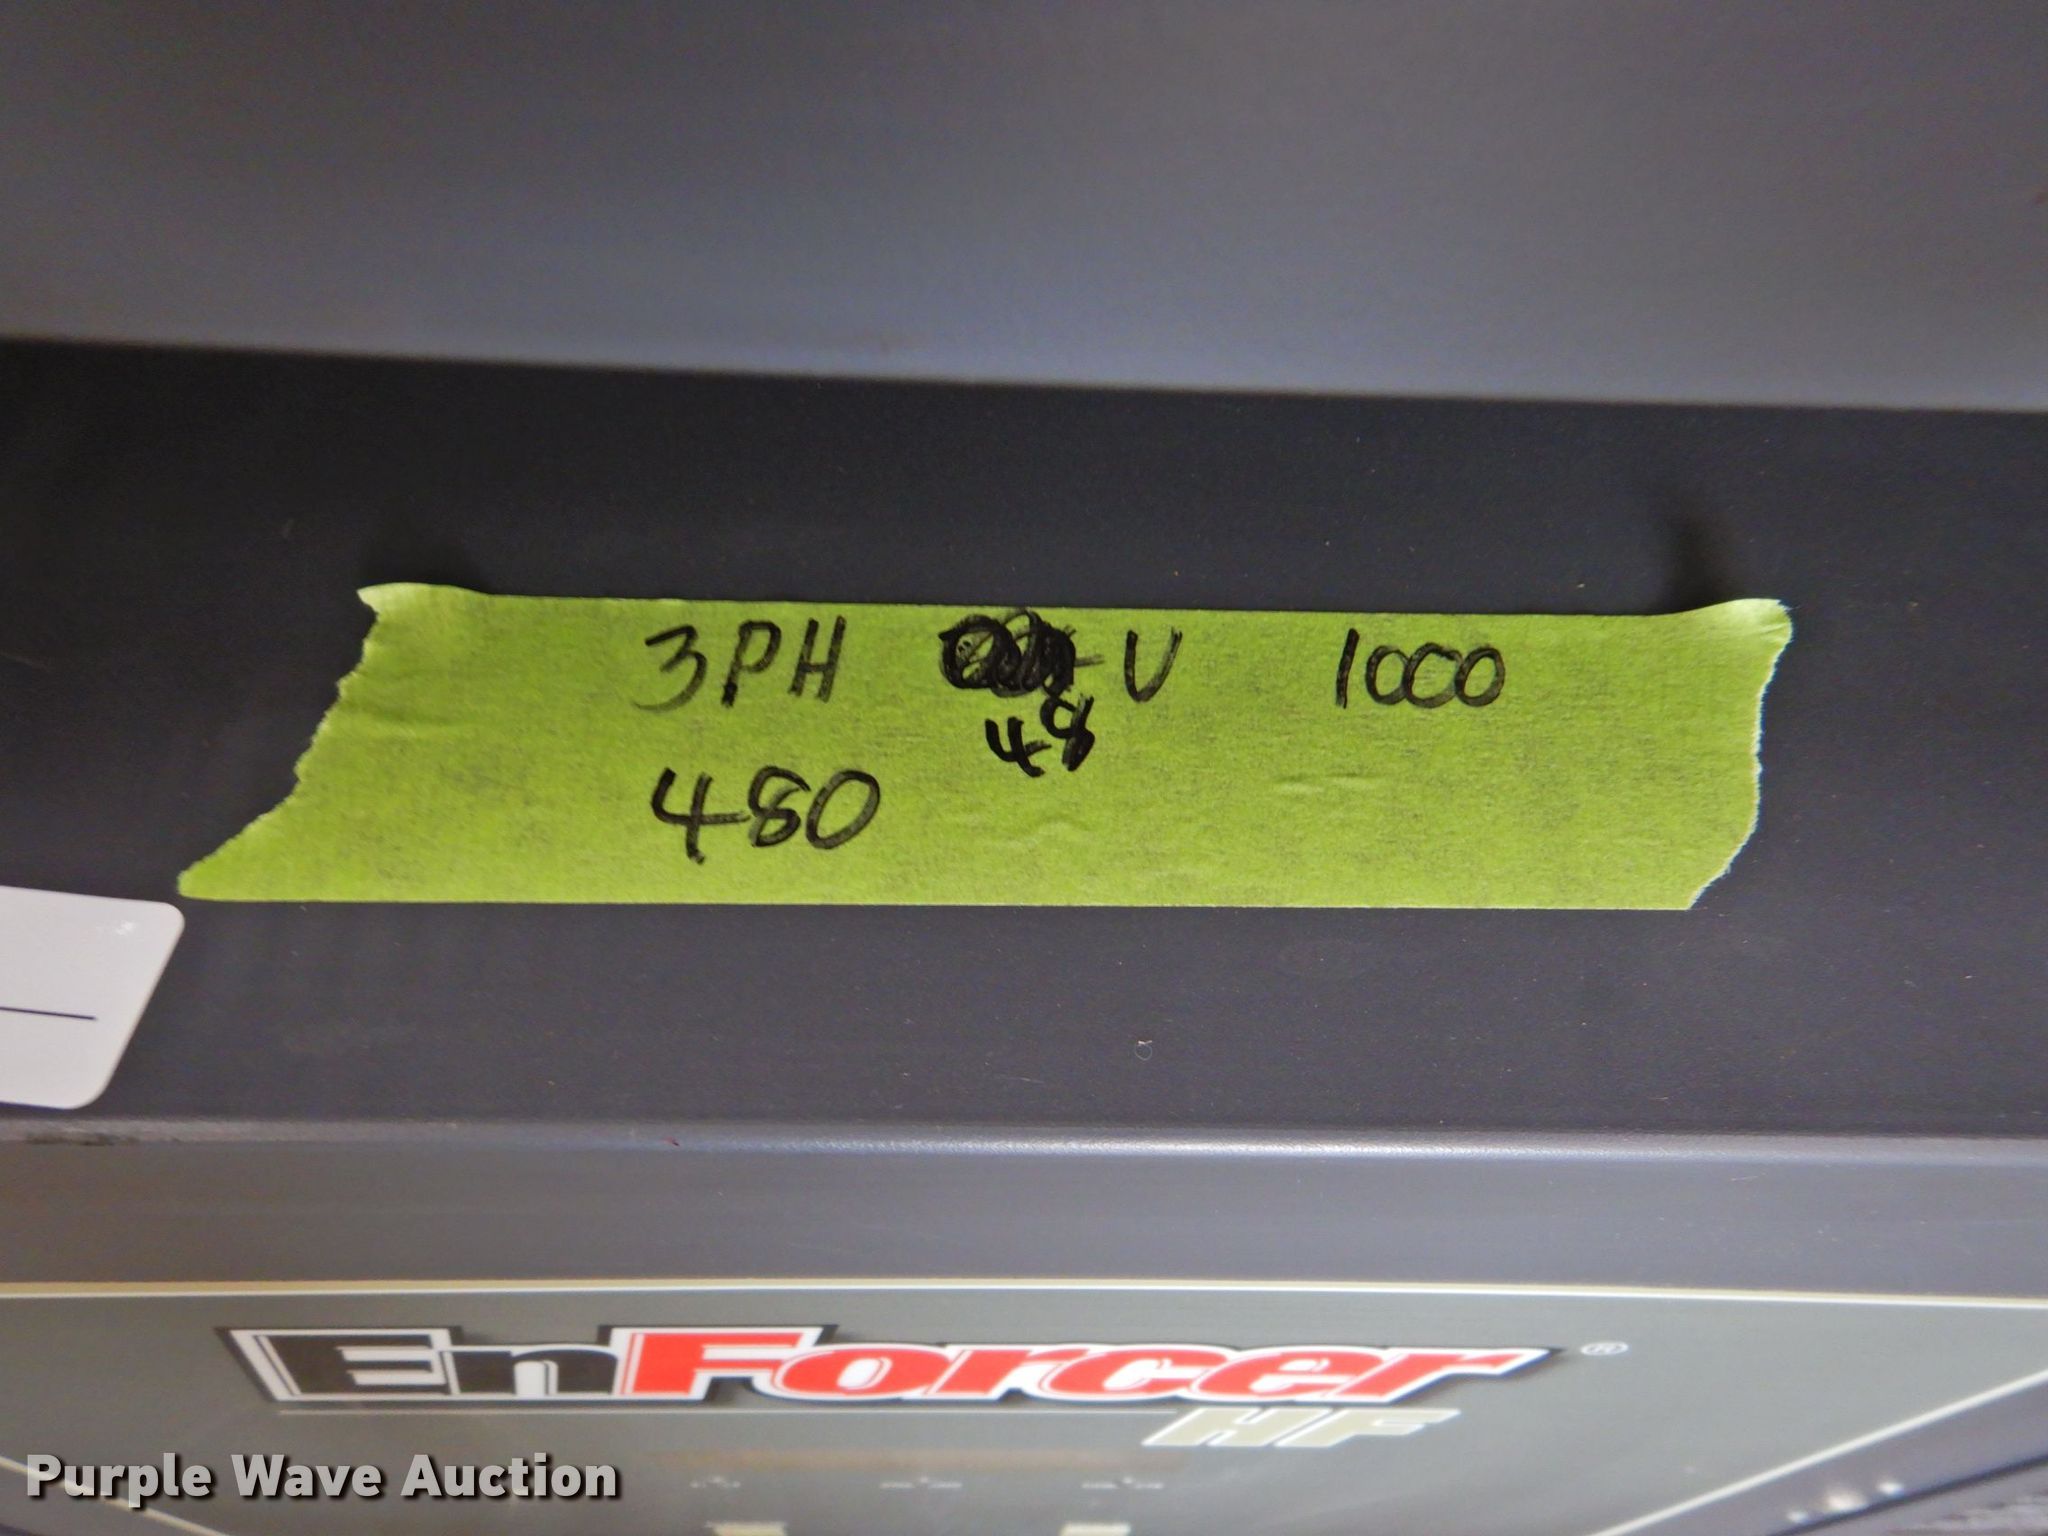 3PH V 1000
48
480
EnForcer®
HF
Purple Wave Auction